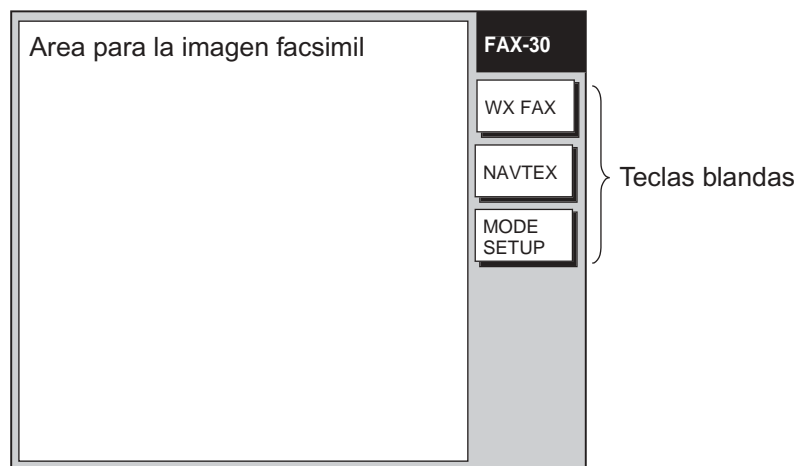 Area para la imagen facsimil
FAX-30
WX FAX
NAVTEX
MODE
SETUP
Teclas blandas